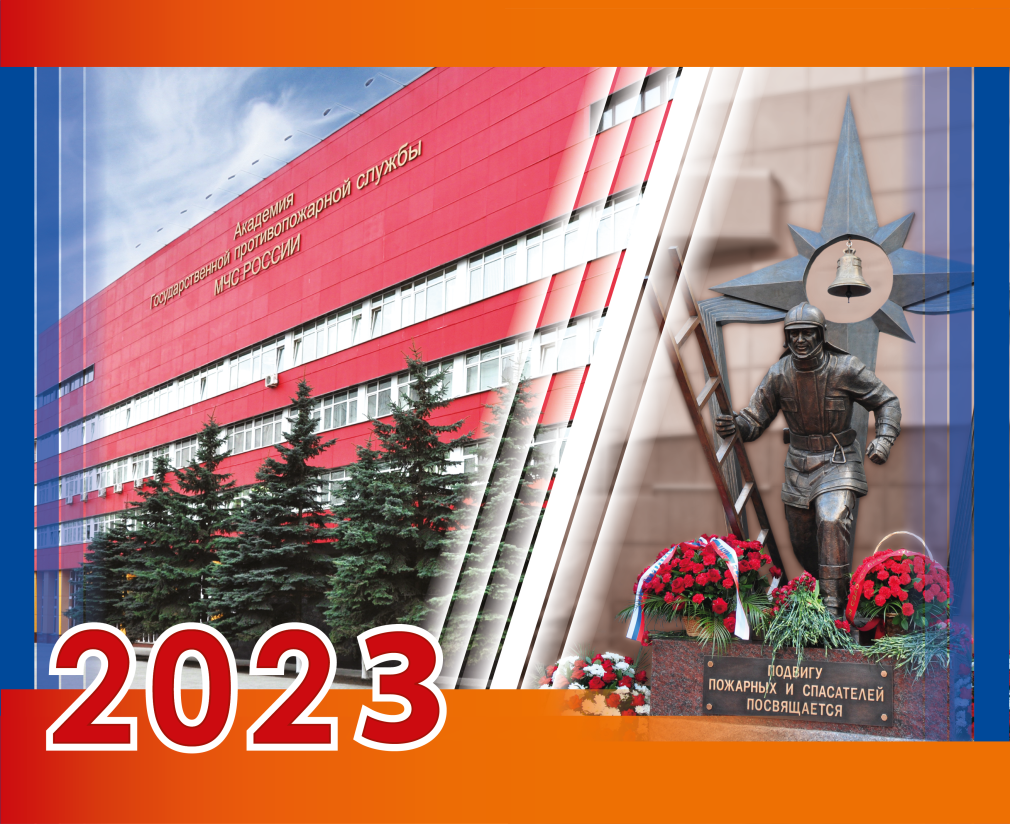 Академия
Государственной противопожарной службы
МЧС РОССИИ
ПОДВИГУ
ПОЖАРНЫХ И СПАСАТЕЛЕЙ
ПОСВЯЩАЕТСЯ
2023